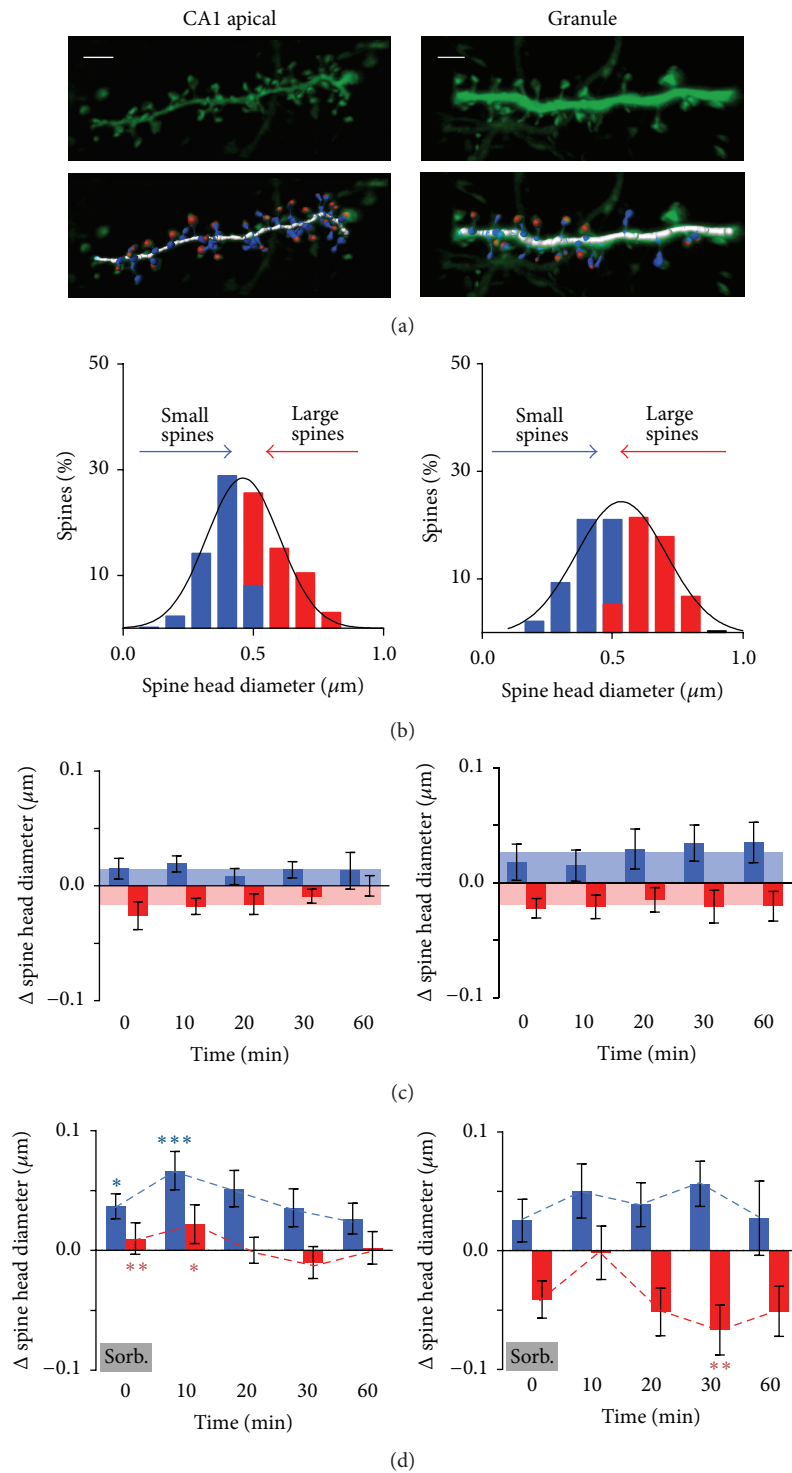 CA1 apical
Granule
(a)
50
30
10
Spines (%)
Small
spines
Large
spines
0.0
0.5
1.0
Spine head diameter (μm)
50
30
10
Spines (%)
Small
spines
Large
spines
0.0
0.5
1.0
Spine head diameter (μm)
(b)
0.1
0.0
−0.1
Δ spine head diameter (μm)
0
10
20
30
60
Time (min)
0.1
0.0
−0.1
Δ spine head diameter (μm)
0
10
20
30
60
Time (min)
(c)
0.1
0.0
−0.1
Δ spine head diameter (μm)
*
***
**
*
Sorb.
0
10
20
30
60
Time (min)
0.1
0.0
−0.1
Δ spine head diameter (μm)
**
Sorb.
0
10
20
30
60
Time (min)
(d)